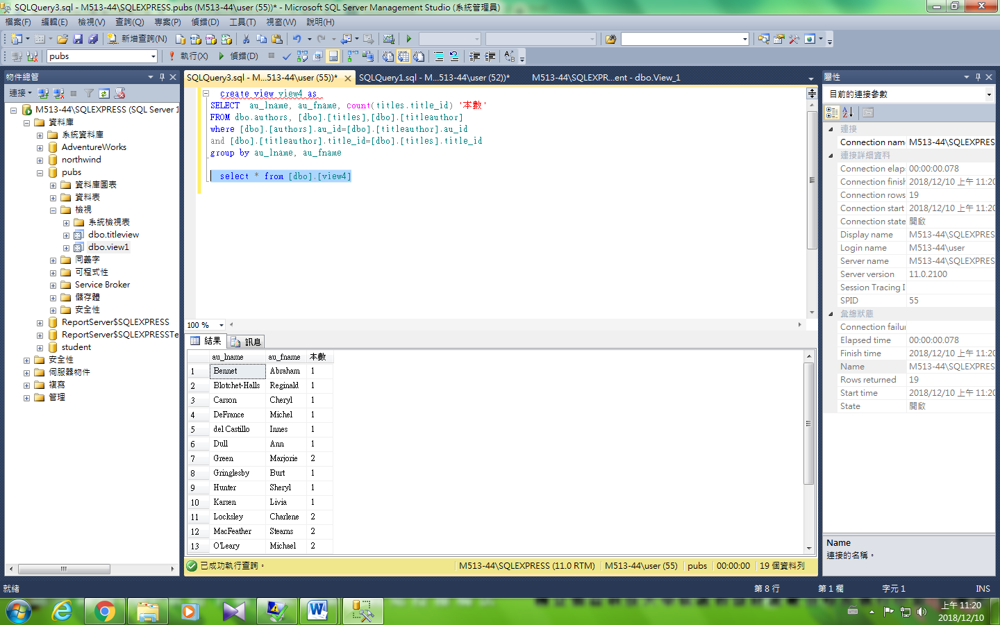 SQLQuery3.sql - M513-44\SQLEXPRESS.pubs (M513-44\user (55))* - Microsoft SQL Server Management Studio (系統管理員)
檔案(F) 編輯(E) 檢視(V) 查詢(Q) 專案(P) 偵錯(D) 工具(T) 視窗(W) 說明(H)
新增查詢(N)
pubs 執行(X) 偵錯(D)
物件總管
連接
M513-44\SQLEXPRESS (SQL Server 1
資料庫
系統資料庫
AdventureWorks
northwind
pubs
資料庫圖表
資料表
檢視
系統檢視表
dbo.titleview
dbo.view1
同義字
可程式性
Service Broker
儲存體
安全性
ReportServer$SQLEXPRESS
ReportServer$SQLEXPRESSTe
student
安全性
伺服器物件
複寫
管理
SQLQuery3.sql - M...513-44\user (55))* SQLQuery1.sql - M...513-44\user (52))* M513-44\SQLEXPR...ent - dbo.View_1
create view view4 as
SELECT au_lname, au_fname, count(titles.title_id) '本數'
FROM dbo.authors, [dbo].[titles],[dbo].[titleauthor]
where [dbo].[authors].au_id=[dbo].[titleauthor].au_id
and [dbo].[titleauthor].title_id=[dbo].[titles].title_id
group by au_lname, au_fname
select * from [dbo].[view4]
100 %
結果 訊息
au_lname au_fname 本數
1 Bennet Abraham 1
2 Blotchet-Halls Reginald 1
3 Carson Cheryl 1
4 DeFrance Michel 1
5 del Castillo Innes 1
6 Dull Ann 1
7 Green Marjorie 2
8 Gringlesby Burt 1
9 Hunter Sheryl 1
10 Karsen Livia 1
11 Locksley Charlene 2
12 MacFeather Stearns 2
13 O'Leary Michael 2
已成功執行查詢。 M513-44\SQLEXPRESS (11.0 RTM) M513-44\user (55) pubs 00:00:00 19 個資料列
屬性
目前的連接參數
連接
Connection nam M513-44\SQLEXPRES
連接詳細資料
Connection elap 00:00:00.078
Connection finish 2018/12/10 上午 11:20
Connection rows 19
Connection start 2018/12/10 上午 11:20
Connection state 開啟
Display name M513-44\SQLEXPRES
Login name M513-44\user
Server name M513-44\SQLEXPRES
Server version 11.0.2100
Session Tracing I
SPID 55
彙總狀態
Connection failur
Elapsed time 00:00:00.078
Finish time 2018/12/10 上午 11:20
Name M513-44\SQLEXPRES
Rows returned 19
Start time 2018/12/10 上午 11:20
State 開啟
Name
連接的名稱。
就緒 第 8 行 第 1 欄 字元 1 INS
上午 11:20
2018/12/10